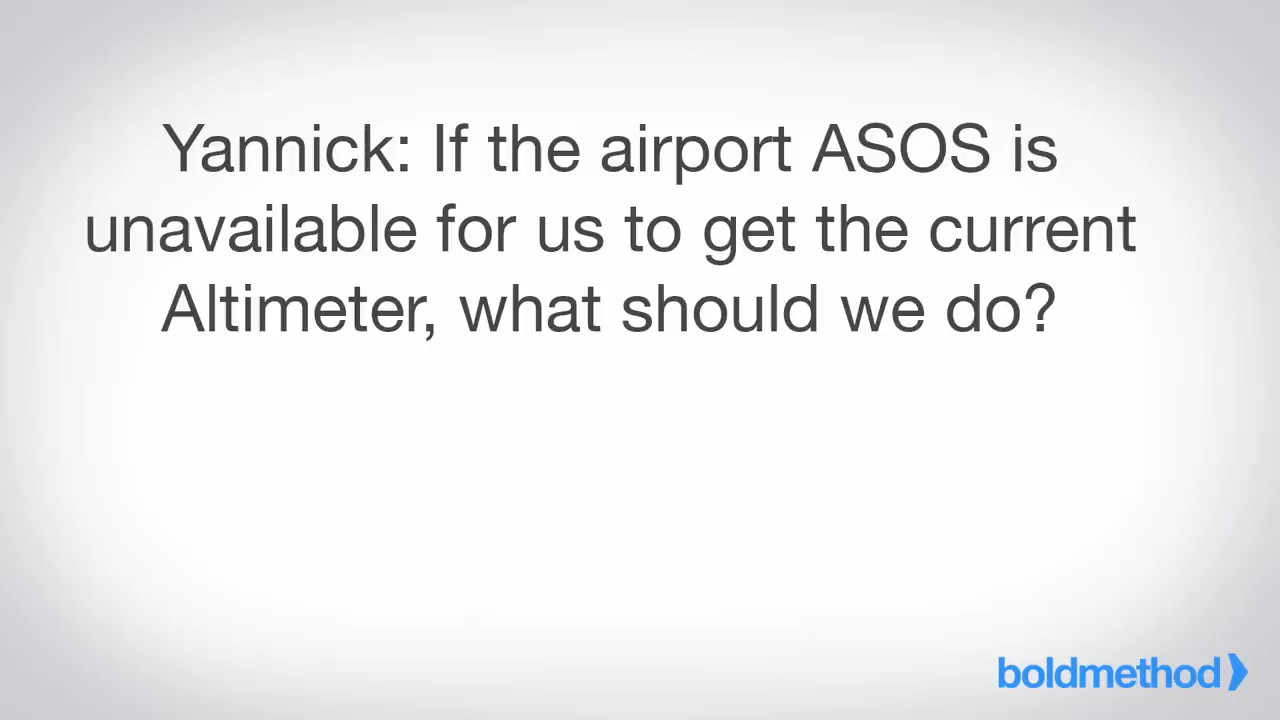 Yannick: If the airport ASOS is
unavailable for us to get the current
Altimeter, what should we do?
boldmethod